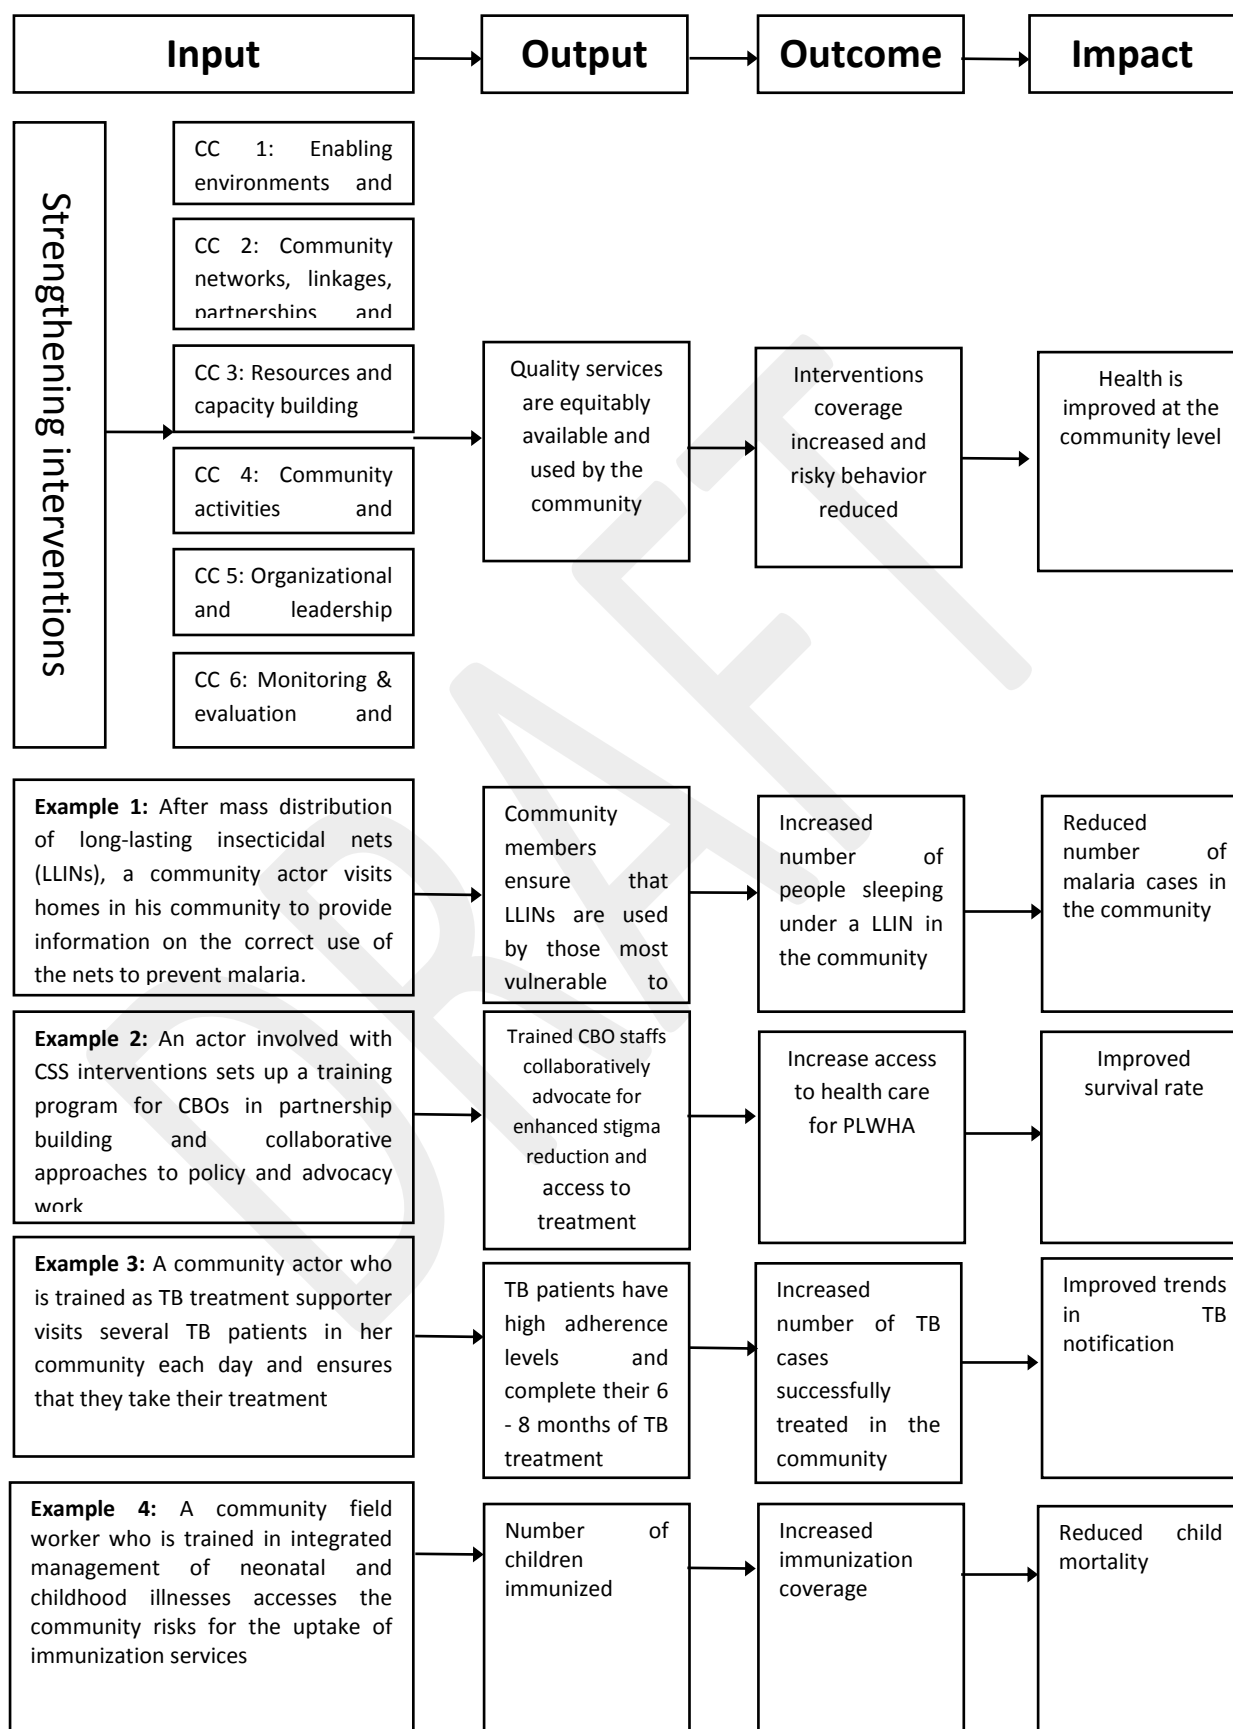 Input
Output
Outcome
Impact
Strengthening interventions
CC 1: Enabling
environments and
CC 2: Community
networks, linkages,
partnerships and
CC 3: Resources and
capacity building
CC 4: Community
activities and
CC 5: Organizational
and leadership
CC 6: Monitoring &
evaluation and
Quality services
are equitably
available and
used by the
community
Interventions
coverage
increased and
risky behavior
reduced
Health is
improved at the
community level
Example 1: After mass distribution
of long-lasting insecticidal nets
(LLINs), a community actor visits
homes in his community to provide
information on the correct use of
the nets to prevent malaria.
Community
members
ensure that
LLINs are used
by those most
vulnerable to
Increased
number of
people sleeping
under a LLIN in
the community
Reduced
number of
malaria cases in
the community
Example 2: An actor involved with
CSS interventions sets up a training
program for CBOs in partnership
building and collaborative
approaches to policy and advocacy
work
Trained CBO staffs
collaboratively
advocate for
enhanced stigma
reduction and
access to
treatment
Increase access
to health care
for PLWHA
Improved
survival rate
Example 3: A community actor who
is trained as TB treatment supporter
visits several TB patients in her
community each day and ensures
that they take their treatment
TB patients have
high adherence
levels and
complete their 6
- 8 months of TB
treatment
Increased
number of TB
cases
successfully
treated in the
community
Improved trends
in TB
notification
Example 4: A community field
worker who is trained in integrated
management of neonatal and
childhood illnesses accesses the
community risks for the uptake of
immunization services
Number of
children
immunized
Increased
immunization
coverage
Reduced child
mortality
DRAFT